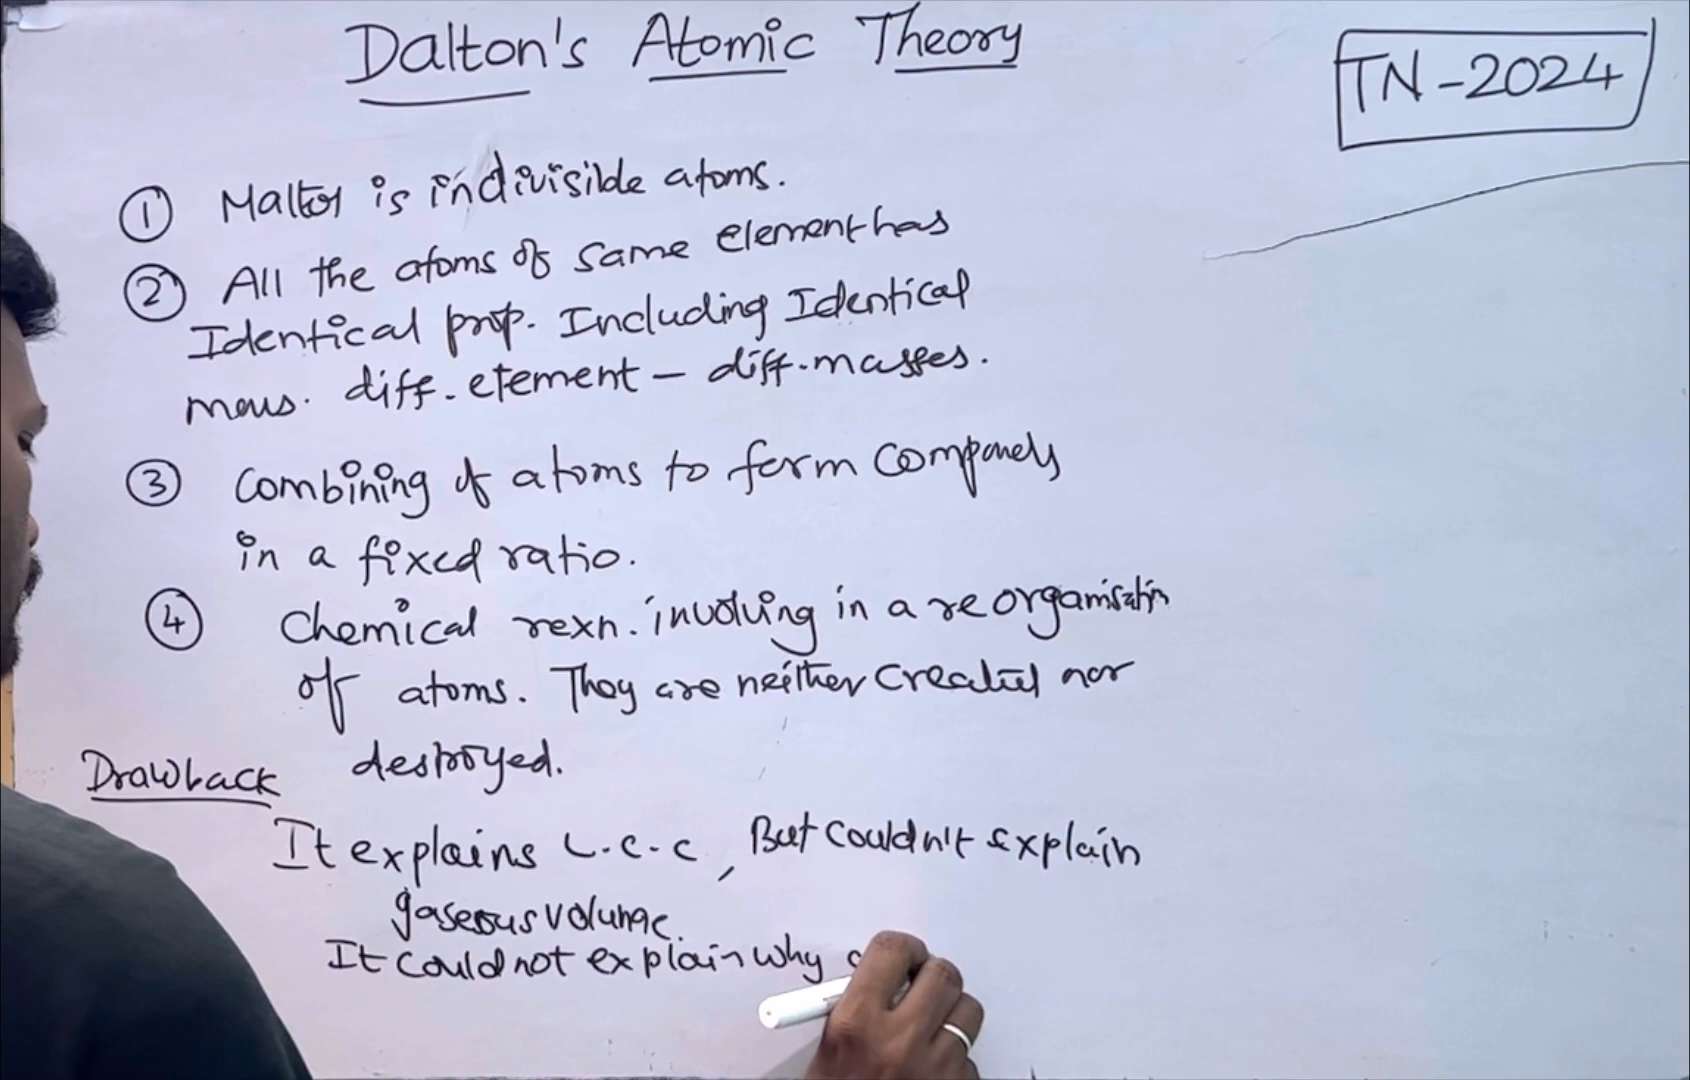 Dalton's Atomic Theory
TN-2024
① Matter is indivisible atoms.
② All the atoms of same element has
Identical prop. Including Identical
mass. diff. element - diff. masses.
③ Combining of atoms to form
in a fixed ratio.
④ Chemical rexn. involving in a reorganisation
of atoms. They are neither created nor
destroyed.
Drawback
It explains L.C.C, But couldn't explain
gaseous volume.
It could not explain why